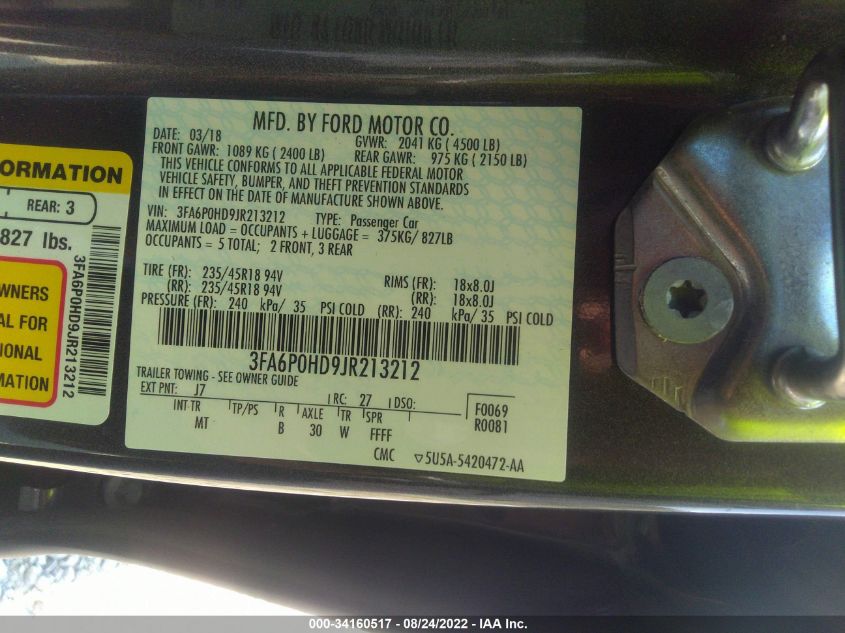 MFD. BY FORD MOTOR CO.
DATE: 03/18 GVWR: 2041 KG ( 4500 LB)
FRONT GAWR: 1089 KG ( 2400 LB) REAR GAWR: 975 KG ( 2150 LB)
THIS VEHICLE CONFORMS TO ALL APPLICABLE FEDERAL MOTOR
VEHICLE SAFETY, BUMPER, AND THEFT PREVENTION STANDARDS
IN EFFECT ON THE DATE OF MANUFACTURE SHOWN ABOVE.
VIN: 3FA6P0HD9JR213212 TYPE: Passenger Car
MAXIMUM LOAD = OCCUPANTS + LUGGAGE = 375KG/ 827LB
OCCUPANTS = 5 TOTAL; 2 FRONT, 3 REAR
TIRE (FR): 235/45R18 94V RIMS (FR): 18x8.0J
(RR): 235/45R18 94V (RR): 18x8.0J
PRESSURE (FR): 240 kPa/ 35 PSI COLD (RR): 240 kPa/ 35 PSI COLD
3FA6P0HD9JR213212
TRAILER TOWING - SEE OWNER GUIDE
EXT PNT: J7 RC: 27 DSO: F0069
INT TR TP/PS R AXLE TR SPR R0081
MT B 30 W FFFF
CMC ▽5U5A-5420472-AA
ORMATION
REAR: 3
827 lbs.
3FA6P0HD9JR213212
WNERS
AL FOR
IONAL
MATION
000-34160517 - 08/24/2022 - IAAI.COM